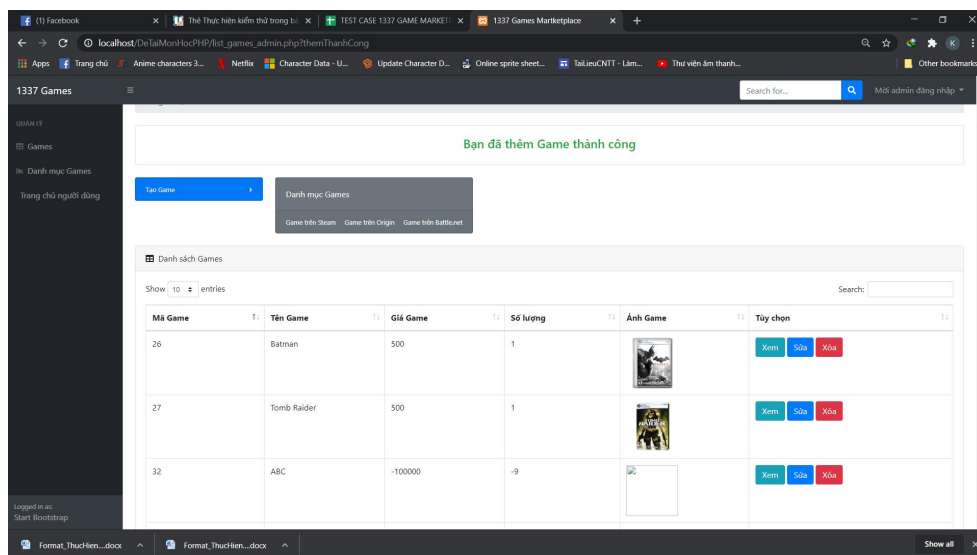 (1) Facebook
Thẻ Thực hiện kiểm thử trong bà
TEST CASE 1337 GAME MARKETI
1337 Games Martketplace
localhost/DeTaiMonHocPHP/list_games_admin.php?themThanhCong
K
Apps Trang chủ Anime characters 3... Netflix Character Data - U... Update Character D... Online sprite sheet... TaiLieuCNTT - Lâm... Thư viện âm thanh... Other bookmarks
1337 Games Search for... Mời admin đăng nhập
QUẢN LÝ
Games
Danh mục Games
Trang chủ người dùng
Bạn đã thêm Game thành công
Tạo Game
Danh mục Games
Game trên Steam Game trên Origin Game trên Battle.net
Danh sách Games
Show 10 entries Search:
Mã Game Tên Game Giá Game Số lượng Ảnh Game Tùy chọn
26 Batman 500 1 Xem Sửa Xóa
27 Tomb Raider 500 1 Xem Sửa Xóa
32 ABC -100000 -9 Xem Sửa Xóa
Logged in as:
Start Bootstrap
Format_ThucHien....docx Format_ThucHien....docx Show all